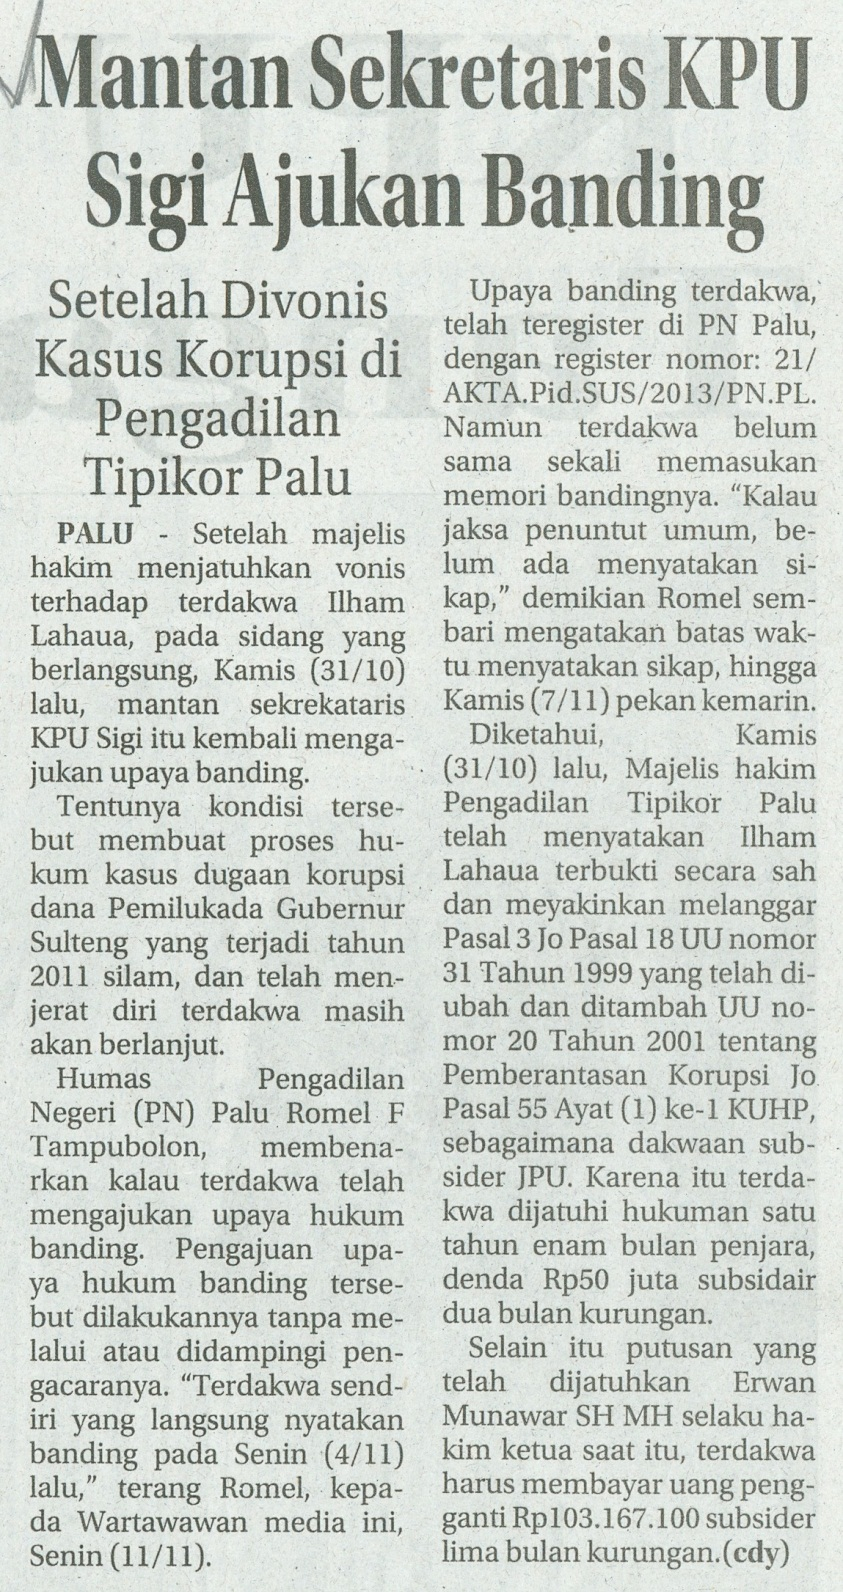 Mantan Sekretaris KPU
Sigi Ajukan Banding
Setelah Divonis
Kasus Korupsi di
Pengadilan
Tipikor Palu
PALU - Setelah majelis
hakim menjatuhkan vonis
terhadap terdakwa Ilham
Lahaua, pada sidang yang
berlangsung, Kamis (31/10)
lalu, mantan sekrekataris
KPU Sigi itu kembali menga-
jukan upaya banding.
Tentunya kondisi terse-
but membuat proses hu-
kum kasus dugaan korupsi
dana Pemilukada Gubernur
Sulteng yang terjadi tahun
2011 silam, dan telah men-
jerat diri terdakwa masih
akan berlanjut.
Humas Pengadilan
Negeri (PN) Palu Romel F
Tampubolon, membena-
rkan kalau terdakwa telah
mengajukan upaya hukum
banding. Pengajuan upa-
ya hukum banding terse-
but dilakukannya tanpa me-
lalui atau didampingi pen-
gacaranya. “Terdakwa send-
iri yang langsung nyatakan
banding pada Senin (4/11)
lalu,” terang Romel, kepa-
da Wartawawan media ini,
Senin (11/11).
Upaya banding terdakwa,
telah teregister di PN Palu,
dengan register nomor: 21/
AKTA.Pid.SUS/2013/PN.PL.
Namun terdakwa belum
sama sekali memasukan
memori bandingnya. “Kalau
jaksa penuntut umum, be-
lum ada menyatakan si-
kap,” demikian Romel sem-
bari mengatakan batas wak-
tu menyatakan sikap, hingga
Kamis (7/11) pekan kemarin.
Diketahui, Kamis
(31/10) lalu, Majelis hakim
Pengadilan Tipikor Palu
telah menyatakan Ilham
Lahaua terbukti secara sah
dan meyakinkan melanggar
Pasal 3 Jo Pasal 18 UU nomor
31 Tahun 1999 yang telah di-
ubah dan ditambah UU no-
mor 20 Tahun 2001 tentang
Pemberantasan Korupsi Jo
Pasal 55 Ayat (1) ke-1 KUHP,
sebagaimana dakwaan sub-
sider JPU. Karena itu terda-
kwa dijatuhi hukuman satu
tahun enam bulan penjara,
denda Rp50 juta subsidair
dua bulan kurungan.
Selain itu putusan yang
telah dijatuhkan Erwan
Munawar SH MH selaku ha-
kim ketua saat itu, terdakwa
harus membayar uang peng-
ganti Rp103.167.100 subsider
lima bulan kurungan.(cdy)